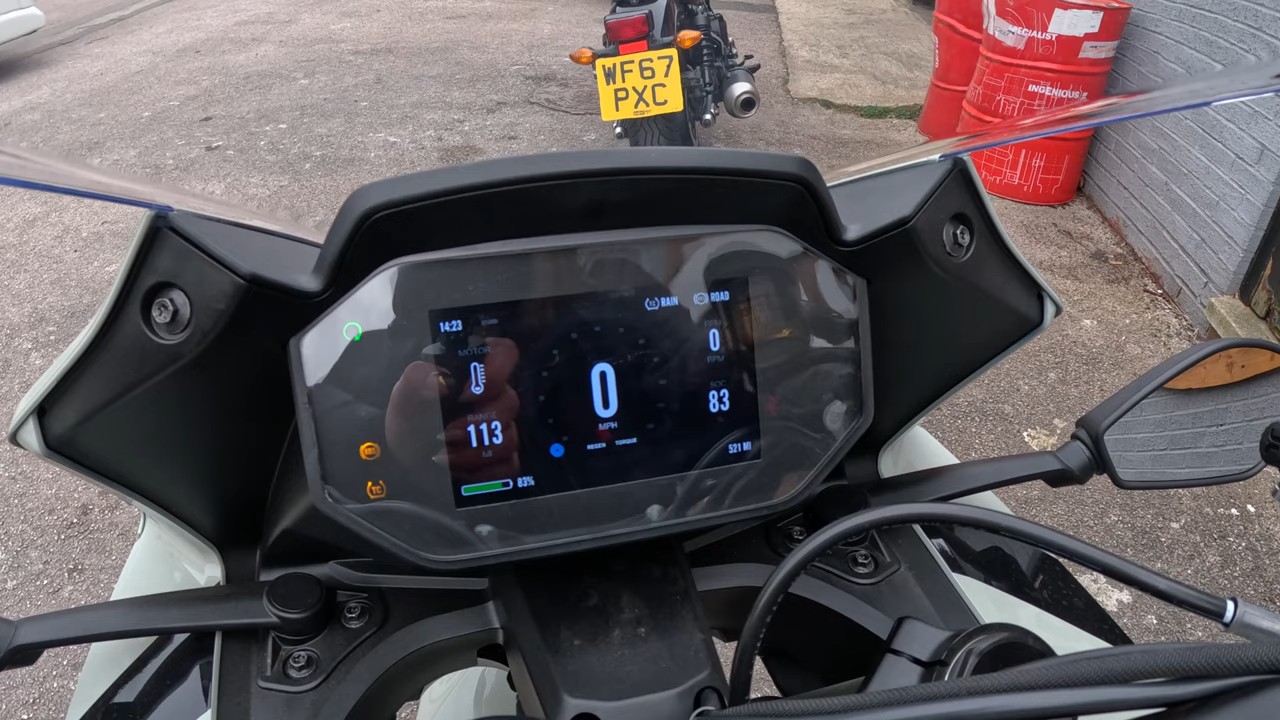 WF67
PXC
SPECIALIST
INGENIOUS
RAIN
ROAD
14:23
MOTOR
0
RPM
RANGE
113
MI
0
MPH
SOC
83
REGEN TORQUE
521 MI
83%
TC